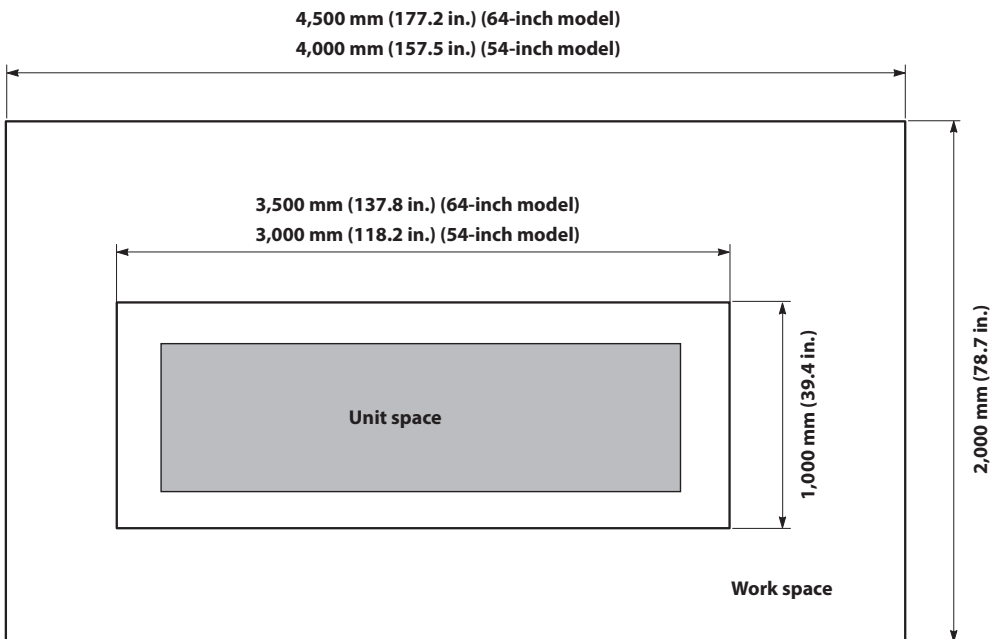 4,500 mm (177.2 in.) (64-inch model)
4,000 mm (157.5 in.) (54-inch model)
3,500 mm (137.8 in.) (64-inch model)
3,000 mm (118.2 in.) (54-inch model)
1,000 mm (39.4 in.)
2,000 mm (78.7 in.)
Unit space
Work space